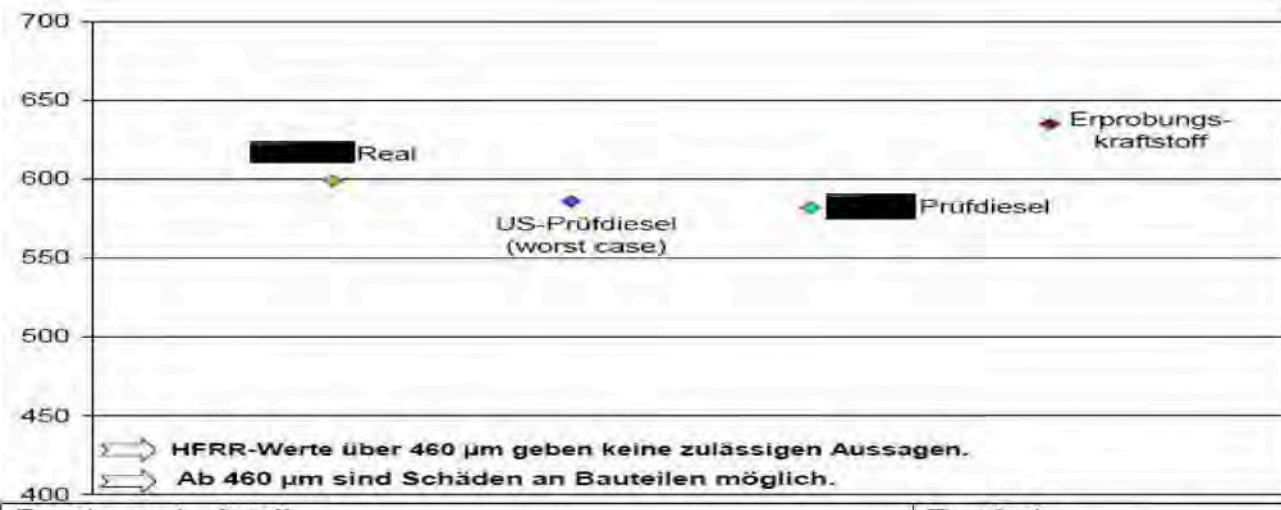 700
650
600
550
500
450
400
Real
US-Prüfdiesel
(worst case)
Prüfdiesel
Erprobungs-
kraftstoff
HFRR-Werte über 460 µm geben keine zulässigen Aussagen.
Ab 460 µm sind Schäden an Bauteilen möglich.